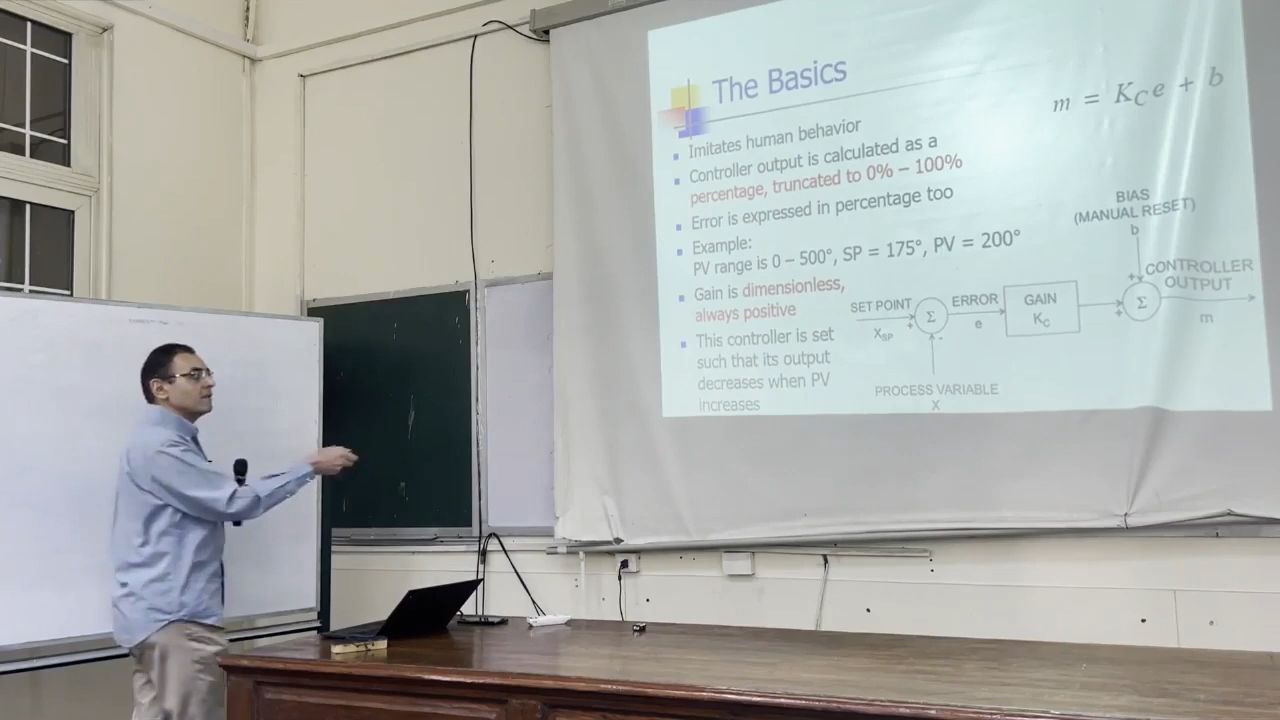 The Basics
m = K_C e + b
Imitates human behavior
Controller output is calculated as a
percentage, truncated to 0% – 100%
Error is expressed in percentage too
Example:
PV range is 0 – 500°, SP = 175°, PV = 200°
Gain is dimensionless,
always positive
This controller is set
such that its output
decreases when PV
increases
BIAS
(MANUAL RESET)
b
SET POINT
X_SP
+
Σ
-
ERROR
e
GAIN
K_C
+
+
Σ
CONTROLLER
OUTPUT
m
PROCESS VARIABLE
X